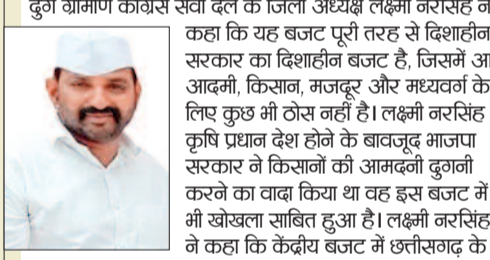 दुर्ग ग्रामीण कांग्रेस सेवा दल के जिला अध्यक्ष लक्ष्मी नरसिंह ने
कहा कि यह बजट पूरी तरह से दिशाहीन
सरकार का दिशाहीन बजट है, जिसमें आ
आदमी, किसान, मजदूर और मध्यवर्ग के
लिए कुछ भी ठोस नहीं है। लक्ष्मी नरसिंह
कृषि प्रधान देश होने के बावजूद भाजपा
सरकार ने किसानों की आमदनी दुगनी
करने का वादा किया था वह इस बजट में
भी खोखला साबित हुआ है। लक्ष्मी नरसिंह
ने कहा कि केंद्रीय बजट में छत्तीसगढ़ के